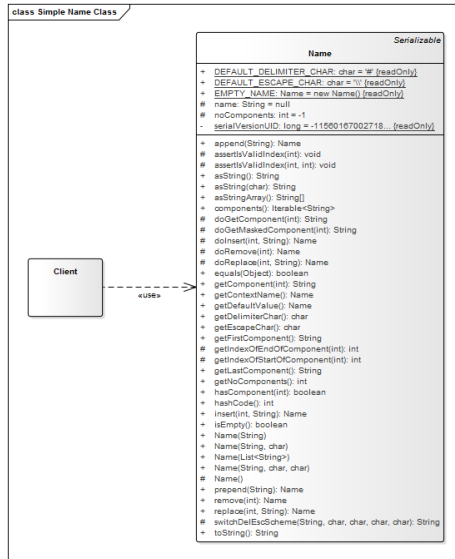 class Simple Name Class
Serializable
Name
+ DEFAULT_DELIMITER_CHAR: char = '#' {readOnly}
+ DEFAULT_ESCAPE_CHAR: char = '\\' {readOnly}
+ EMPTY_NAME: Name = new Name() {readOnly}
# name: String = null
# noComponents: int = -1
- serialVersionUID: long = -11560167002718... {readOnly}
+ append(String): Name
# assertIsValidIndex(int): void
# assertIsValidIndex(int, int): void
+ asString(): String
+ asString(char): String
+ asStringArray(): String[]
+ components(): Iterable<String>
# doGetComponent(int): String
# doGetMaskedComponent(int): String
# doInsert(int, String): Name
# doRemove(int): Name
# doReplace(int, String): Name
+ equals(Object): boolean
+ getComponent(int): String
+ getContextName(): Name
+ getDefaultValue(): Name
+ getDelimiterChar(): char
+ getEscapeChar(): char
+ getFirstComponent(): String
# getIndexOfEndOfComponent(int): int
# getIndexOfStartOfComponent(int): int
+ getLastComponent(): String
+ getNoComponents(): int
+ hasComponent(int): boolean
+ hashCode(): int
+ insert(int, String): Name
+ isEmpty(): boolean
+ Name(String)
+ Name(String, char)
+ Name(List<String>)
+ Name(String, char, char)
# Name()
+ prepend(String): Name
+ remove(int): Name
+ replace(int, String): Name
# switchDelEscScheme(String, char, char, char, char): String
+ toString(): String
Client
«use»